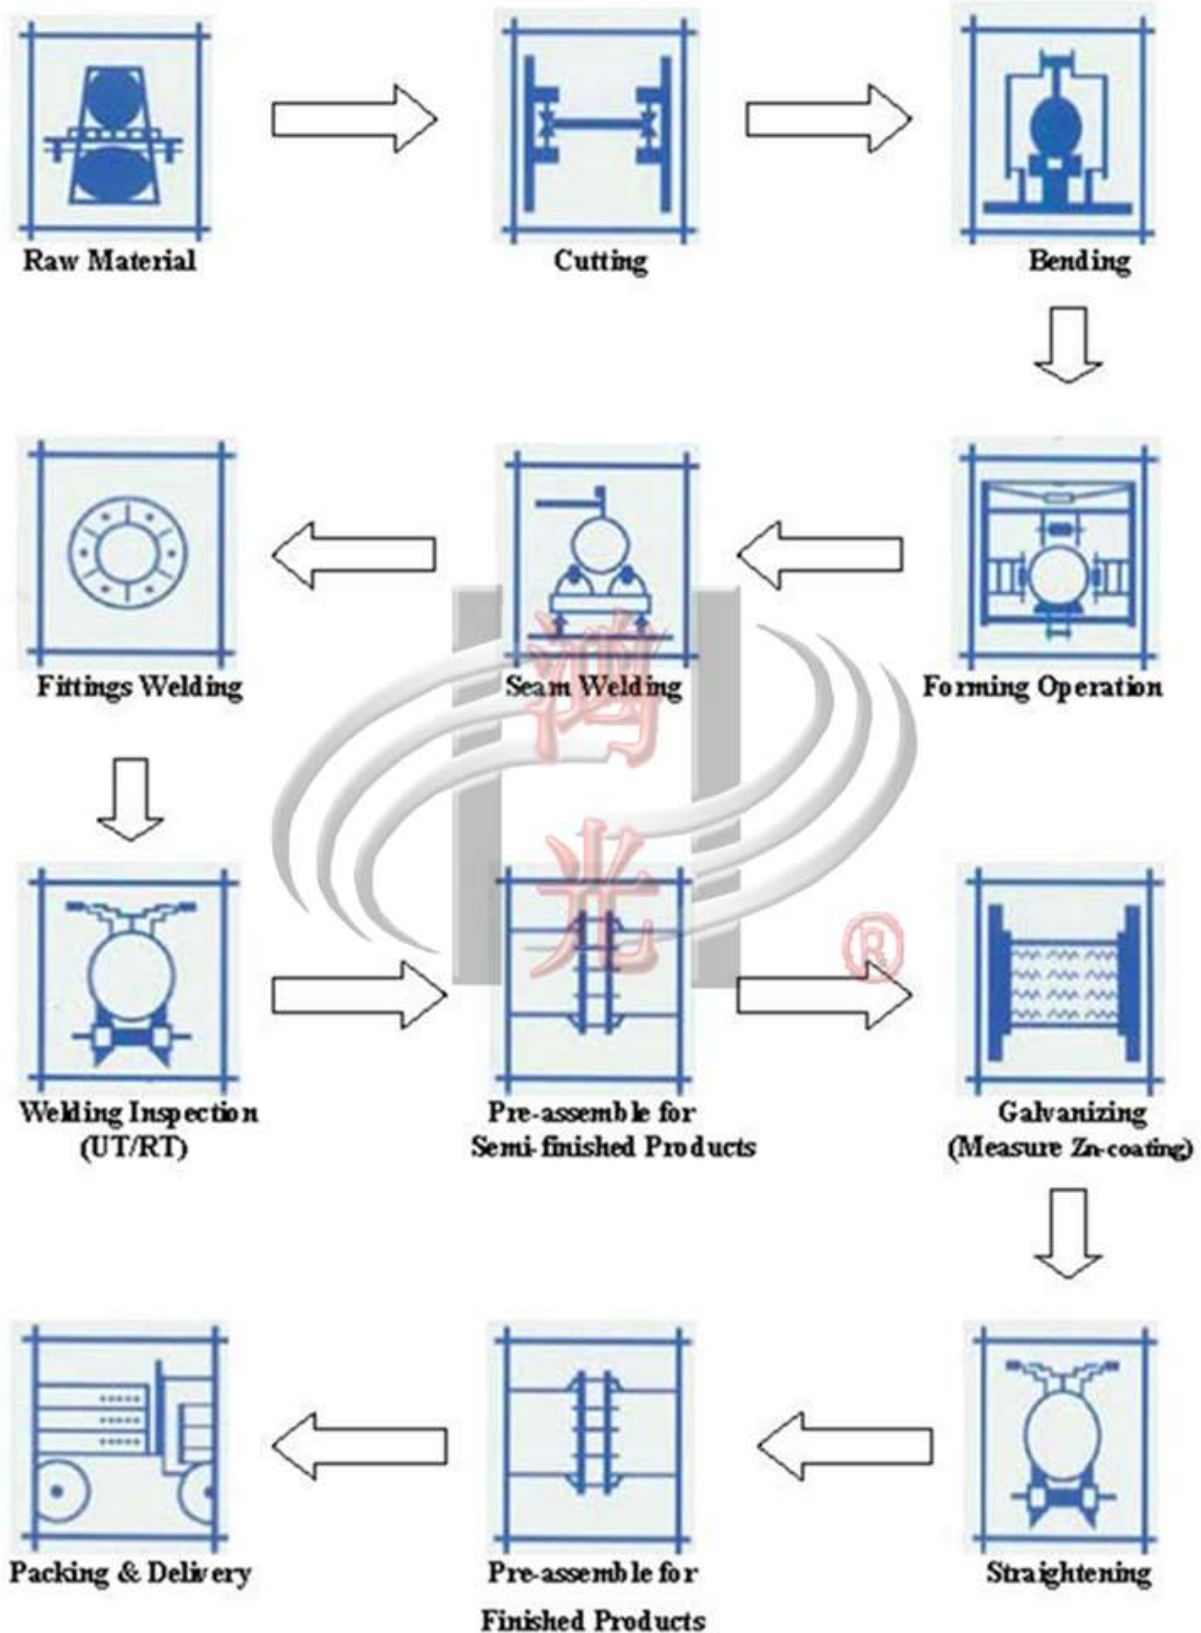 Raw Material
Cutting
Bending
Fittings Welding
Seam Welding
Forming Operation
鸿
光
®
Welding Inspection
(UT/RT)
Pre-assemble for
Semi-finished Products
Galvanizing
(Measure Zn-coating)
Packing & Delivery
Pre-assemble for
Finished Products
Straightening